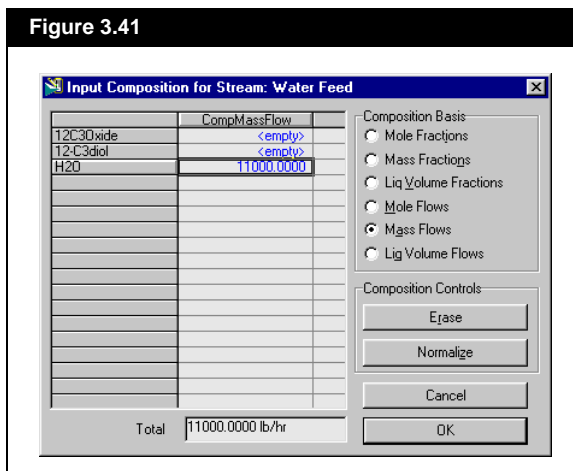 Figure 3.41
Input Composition for Stream: Water Feed
CompMassFlow
12C3Oxide <empty>
12-C3diol <empty>
H2O 11000.0000
Total 11000.0000 lb/hr
Composition Basis
Mole Fractions
Mass Fractions
Liq Volume Fractions
Mole Flows
Mass Flows
Liq Volume Flows
Composition Controls
Erase
Normalize
Cancel
OK